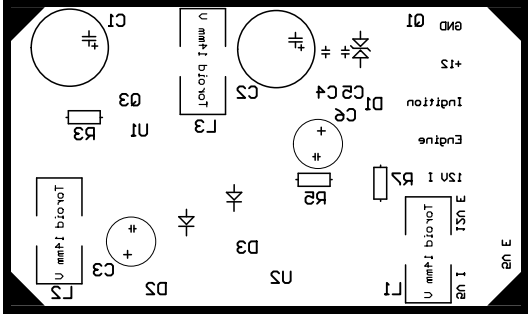 C1
Toroid 14mm V
Q1
GND
+12
C2
C4
C5
D1
Q3
Ingition
C6
R3
U1
L3
Engine
12V I
R7
R5
Toroid 14mm V
12V E
Toroid 14mm V
D3
5V E
C3
U2
5V I
L2
D2
L1